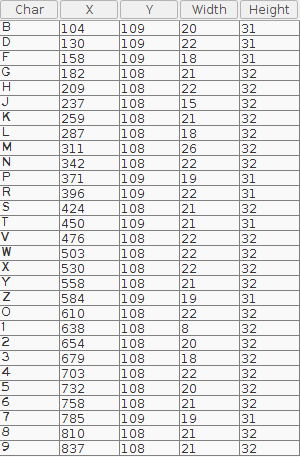 Char X Y Width Height
B 104 109 20 31
D 130 109 22 31
F 158 109 18 31
G 182 108 21 32
H 209 108 22 32
J 237 108 15 32
K 259 108 21 32
L 287 108 18 32
M 311 108 26 32
N 342 108 22 32
P 371 109 19 31
R 396 109 22 31
S 424 108 21 32
T 450 109 21 31
V 476 108 22 32
W 503 108 22 32
X 530 108 22 32
Y 558 108 21 32
Z 584 109 19 31
O 610 108 22 32
1 638 108 8 32
2 654 108 20 32
3 679 108 18 32
4 703 108 22 32
5 732 108 20 32
6 758 108 21 32
7 785 109 19 31
8 810 108 21 32
9 837 108 21 32